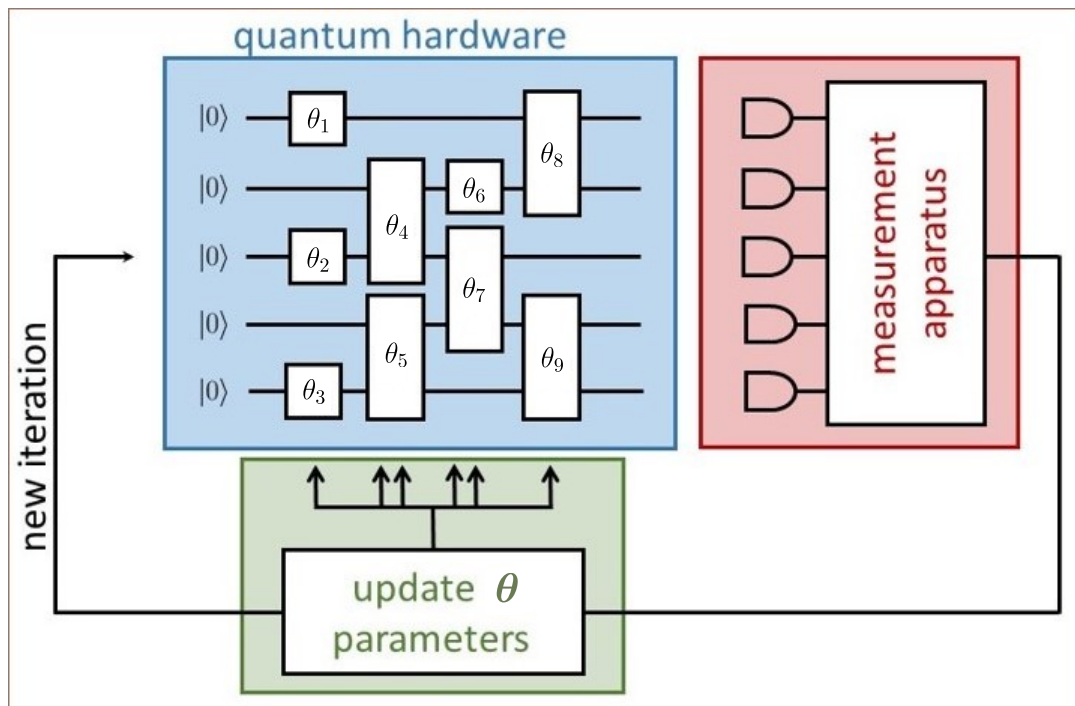 quantum hardware
|0⟩ θ₁ θ₈
|0⟩ θ₄ θ₆
|0⟩ θ₂ θ₇
|0⟩ θ₅ θ₉
|0⟩ θ₃
measurement
apparatus
new iteration
update θ
parameters